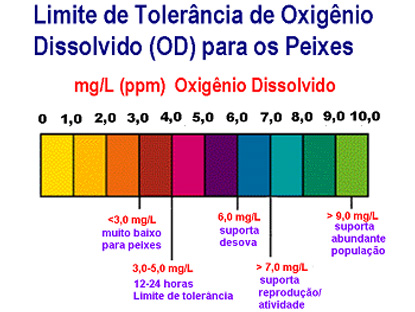 Limite de Tolerância de Oxigênio
Dissolvido (OD) para os Peixes
mg/L (ppm) Oxigênio Dissolvido
0 1,0 2,0 3,0 4,0 5,0 6,0 7,0 8,0 9,0 10,0
<3,0 mg/L
muito baixo
para peixes
3,0-5,0 mg/L
12-24 horas
Limite de tolerância
6,0 mg/L
suporta
desova
> 7,0 mg/L
suporta
reprodução/
atividade
> 9,0 mg/L
suporta
abundante
população